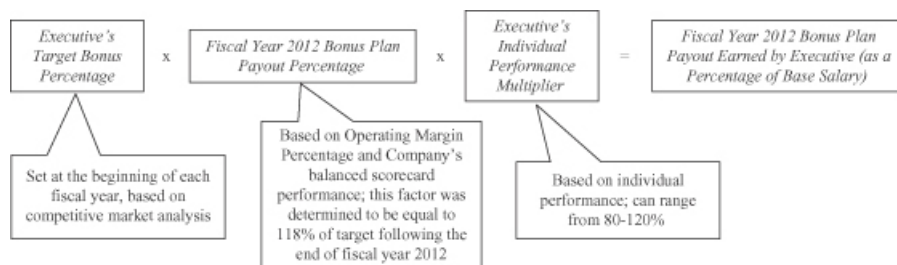 Executive's
Target Bonus
Percentage
x
Fiscal Year 2012 Bonus Plan
Payout Percentage
x
Executive's
Individual
Performance
Multiplier
=
Fiscal Year 2012 Bonus Plan
Payout Earned by Executive (as a
Percentage of Base Salary)
Set at the beginning of each
fiscal year, based on
competitive market analysis
Based on Operating Margin
Percentage and Company's
balanced scorecard
performance; this factor was
determined to be equal to
118% of target following the
end of fiscal year 2012
Based on individual
performance; can range
from 80-120%